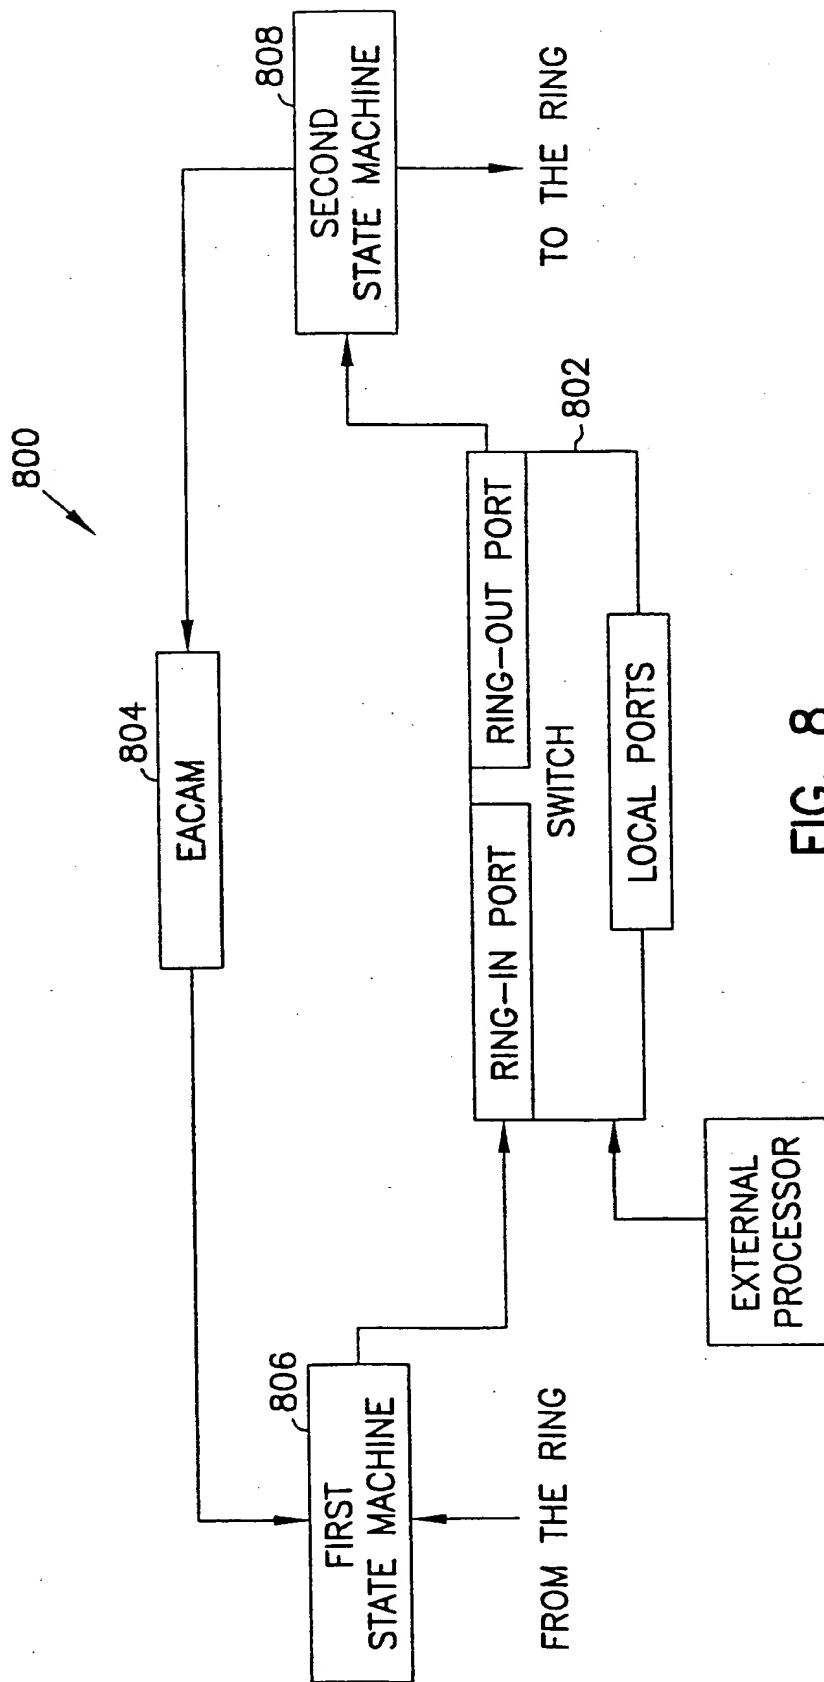 800
804
EACAM
806
FIRST
STATE MACHINE
808
SECOND
STATE MACHINE
RING-IN PORT
RING-OUT PORT
802
SWITCH
LOCAL PORTS
FROM THE RING
TO THE RING
EXTERNAL
PROCESSOR
FIG. 8